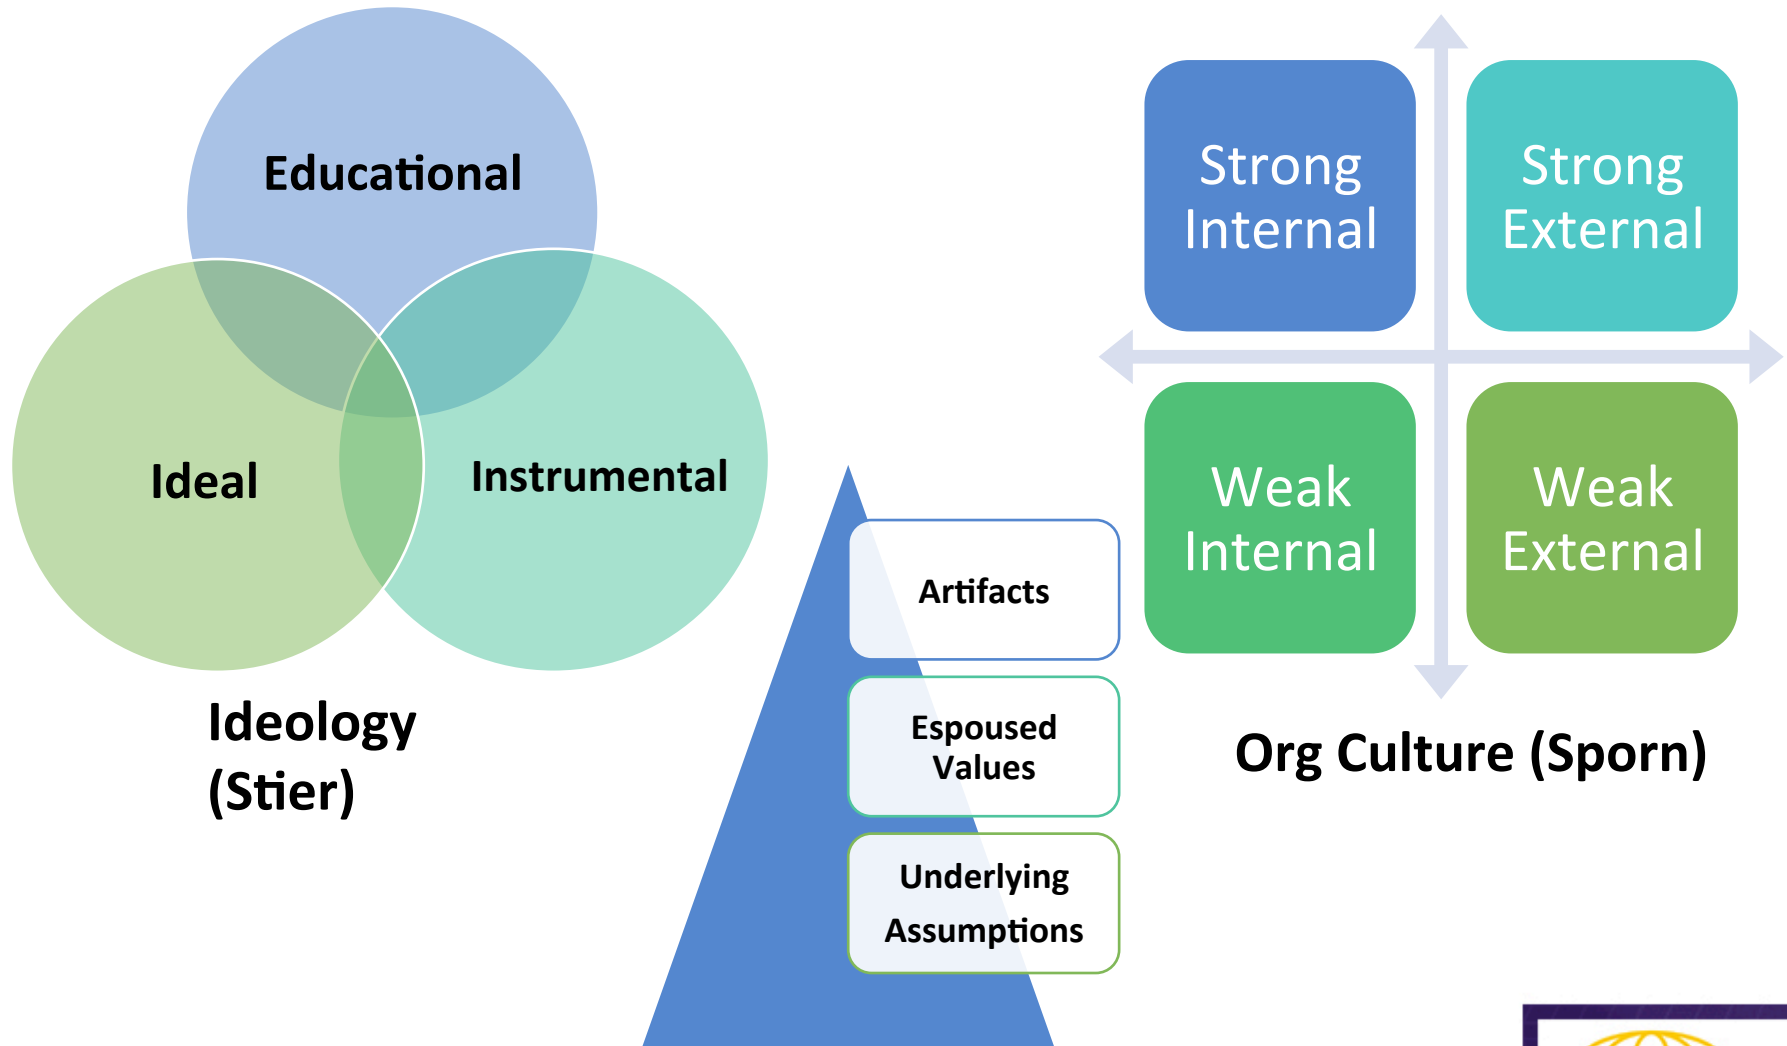 Educational
Ideal
Instrumental
Ideology
(Stier)
Artifacts
Espoused
Values
Underlying
Assumptions
Strong
Internal
Strong
External
Weak
Internal
Weak
External
Org Culture (Sporn)